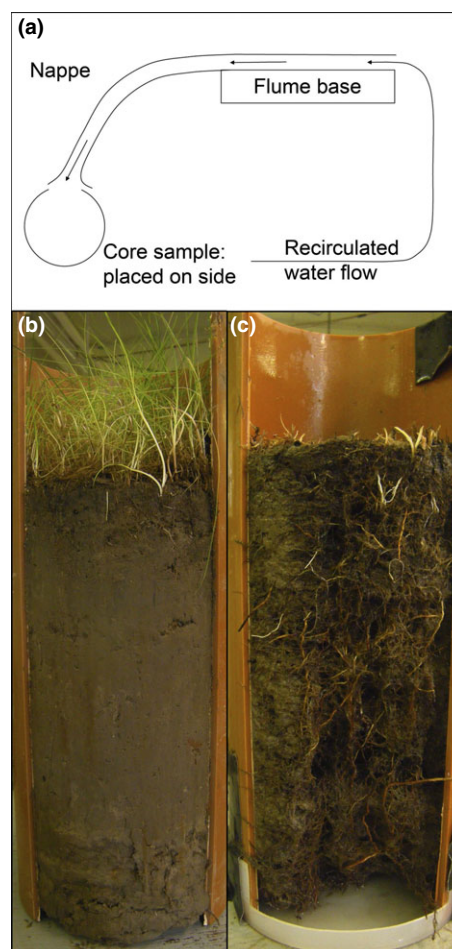 (a)
Nappe
Flume base
Core sample:
placed on side
Recirculated
water flow
(b)
(c)